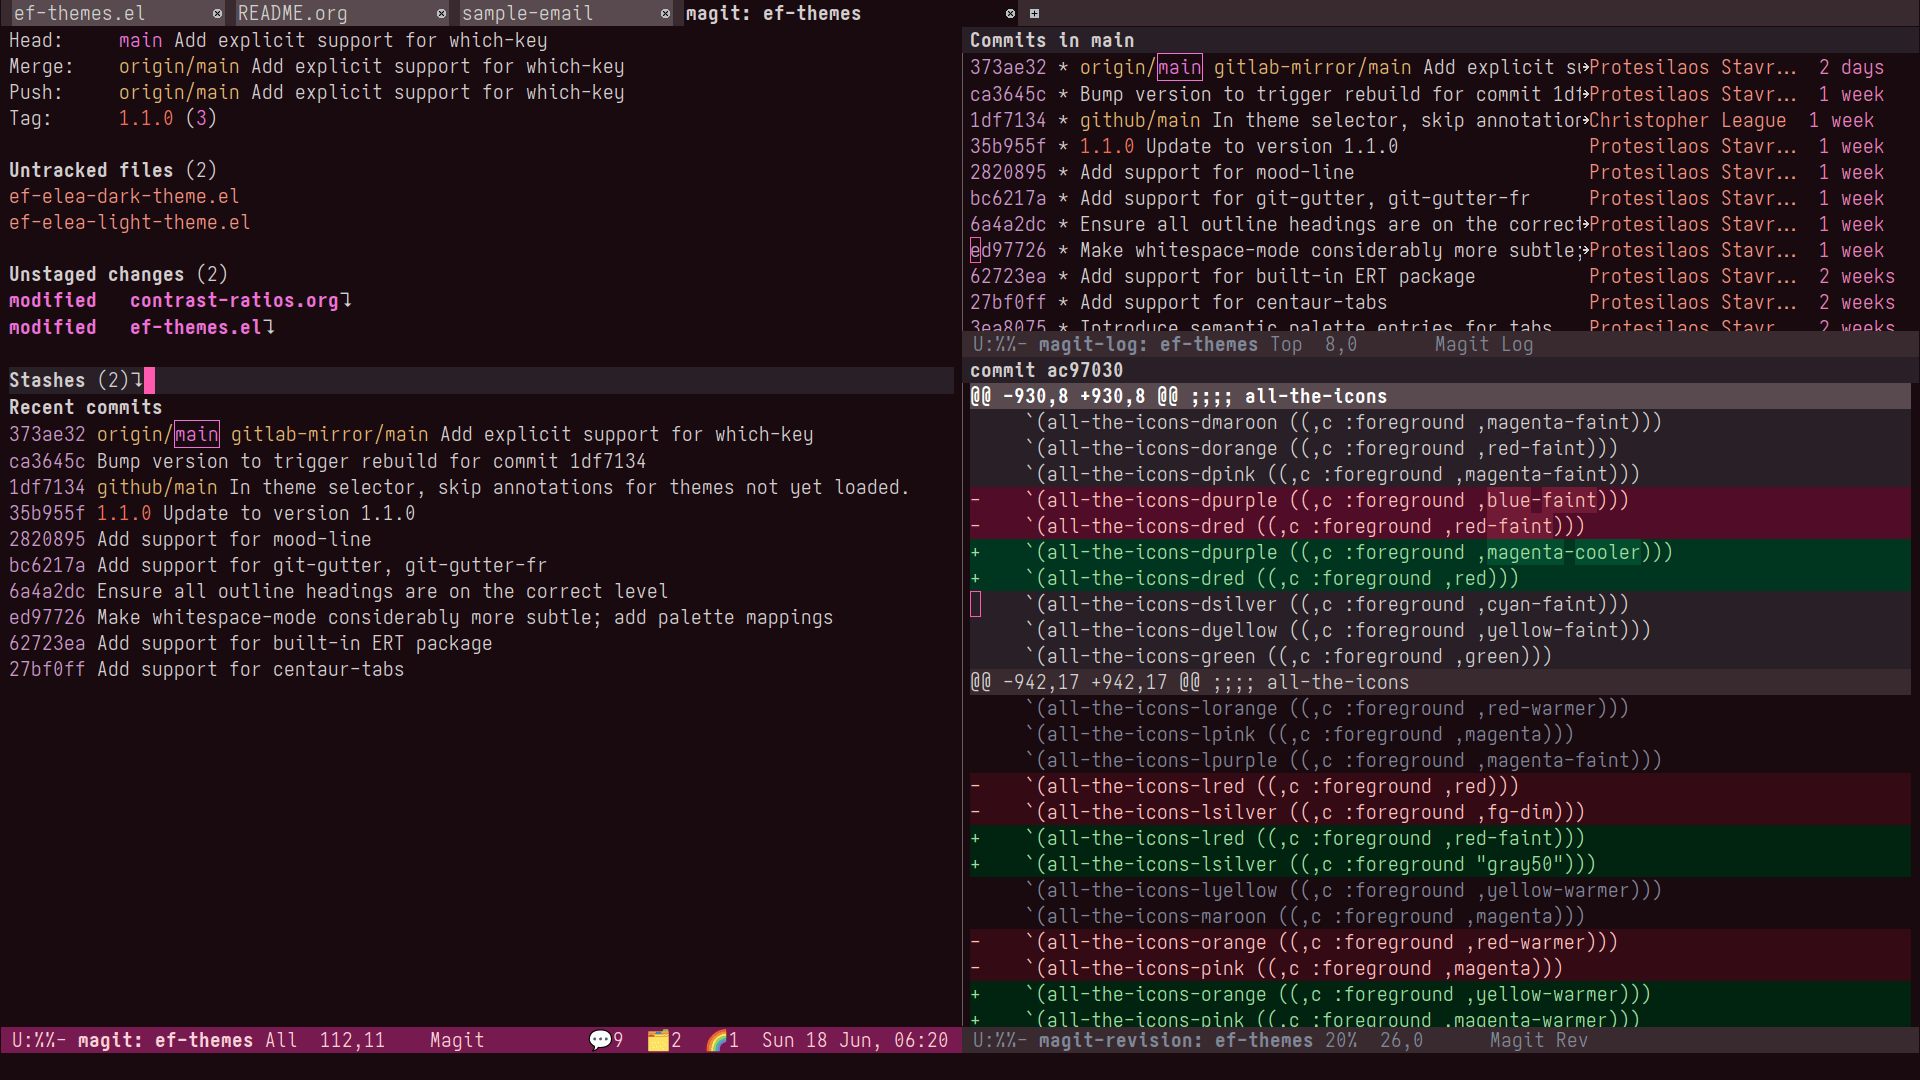 ef-themes.el README.org sample-email magit: ef-themes
Head:     main Add explicit support for which-key
Merge:    origin/main Add explicit support for which-key
Push:     origin/main Add explicit support for which-key
Tag:      1.1.0 (3)
Untracked files (2)
ef-elea-dark-theme.el
ef-elea-light-theme.el
Unstaged changes (2)
modified   contrast-ratios.org
modified   ef-themes.el
Stashes (2)
Recent commits
373ae32 origin/main gitlab-mirror/main Add explicit support for which-key
ca3645c Bump version to trigger rebuild for commit 1df7134
1df7134 github/main In theme selector, skip annotations for themes not yet loaded.
35b955f 1.1.0 Update to version 1.1.0
2820895 Add support for mood-line
bc6217a Add support for git-gutter, git-gutter-fr
6a4a2dc Ensure all outline headings are on the correct level
ed97726 Make whitespace-mode considerably more subtle; add palette mappings
62723ea Add support for built-in ERT package
27bf0ff Add support for centaur-tabs
U:%%- magit: ef-themes All  112,11    Magit 9 2 1 Sun 18 Jun, 06:20
Commits in main
373ae32 * origin/main gitlab-mirror/main Add explicit su Protesilaos Stavr… 2 days
ca3645c * Bump version to trigger rebuild for commit 1df Protesilaos Stavr… 1 week
1df7134 * github/main In theme selector, skip annotation Christopher League 1 week
35b955f * 1.1.0 Update to version 1.1.0 Protesilaos Stavr… 1 week
2820895 * Add support for mood-line Protesilaos Stavr… 1 week
bc6217a * Add support for git-gutter, git-gutter-fr Protesilaos Stavr… 1 week
6a4a2dc * Ensure all outline headings are on the correct Protesilaos Stavr… 1 week
ed97726 * Make whitespace-mode considerably more subtle; Protesilaos Stavr… 1 week
62723ea * Add support for built-in ERT package Protesilaos Stavr… 2 weeks
27bf0ff * Add support for centaur-tabs Protesilaos Stavr… 2 weeks
3ea8075 * Introduce semantic palette entries for tabs Protesilaos Stavr… 2 weeks
U:%%- magit-log: ef-themes Top  8,0       Magit Log
commit ac97030
@@ -930,8 +930,8 @@ ;;;; all-the-icons
     `(all-the-icons-dmaroon ((,c :foreground ,magenta-faint)))
     `(all-the-icons-dorange ((,c :foreground ,red-faint)))
     `(all-the-icons-dpink ((,c :foreground ,magenta-faint)))
-    `(all-the-icons-dpurple ((,c :foreground ,blue-faint)))
-    `(all-the-icons-dred ((,c :foreground ,red-faint)))
+    `(all-the-icons-dpurple ((,c :foreground ,magenta-cooler)))
+    `(all-the-icons-dred ((,c :foreground ,red)))
     `(all-the-icons-dsilver ((,c :foreground ,cyan-faint)))
     `(all-the-icons-dyellow ((,c :foreground ,yellow-faint)))
     `(all-the-icons-green ((,c :foreground ,green)))
@@ -942,17 +942,17 @@ ;;;; all-the-icons
     `(all-the-icons-lorange ((,c :foreground ,red-warmer)))
     `(all-the-icons-lpink ((,c :foreground ,magenta)))
     `(all-the-icons-lpurple ((,c :foreground ,magenta-faint)))
-    `(all-the-icons-lred ((,c :foreground ,red)))
-    `(all-the-icons-lsilver ((,c :foreground ,fg-dim)))
+    `(all-the-icons-lred ((,c :foreground ,red-faint)))
+    `(all-the-icons-lsilver ((,c :foreground "gray50")))
     `(all-the-icons-lyellow ((,c :foreground ,yellow-warmer)))
     `(all-the-icons-maroon ((,c :foreground ,magenta)))
-    `(all-the-icons-orange ((,c :foreground ,red-warmer)))
-    `(all-the-icons-pink ((,c :foreground ,magenta)))
+    `(all-the-icons-orange ((,c :foreground ,yellow-warmer)))
+    `(all-the-icons-pink ((,c :foreground ,magenta-warmer)))
U:%%- magit-revision: ef-themes 20%  26,0      Magit Rev